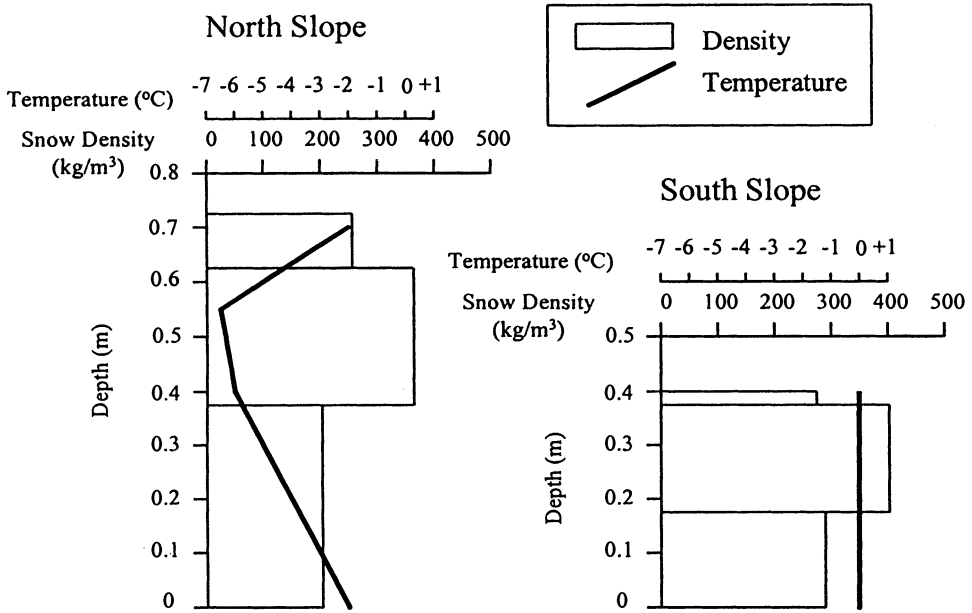 North Slope
Temperature (ºC)
-7 -6 -5 -4 -3 -2 -1 0 +1
Snow Density
(kg/m³)
0 100 200 300 400 500
Depth (m)
0.8
0.7
0.6
0.5
0.4
0.3
0.2
0.1
0
Density
Temperature
South Slope
Temperature (ºC)
-7 -6 -5 -4 -3 -2 -1 0 +1
Snow Density
(kg/m³)
0 100 200 300 400 500
Depth (m)
0.5
0.4
0.3
0.2
0.1
0